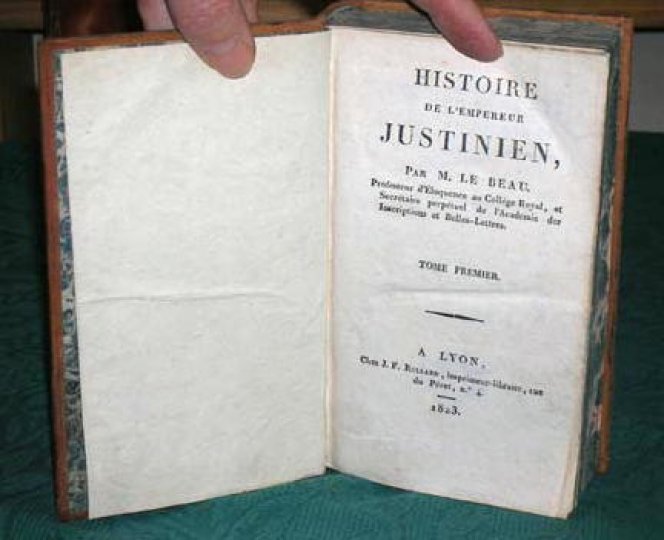 HISTOIRE
DE L'EMPEREUR
JUSTINIEN,
PAR M. LE BEAU.
Professeur d'Éloquence au Collége Royal, et
Secrétaire perpétuel de l'Académie des
Inscriptions et Belles-Lettres.
TOME PREMIER.
A LYON,
Chez J. F. ROLLAND, imprimeur-libraire, rue
du Pérat, n.° 4.
1823.